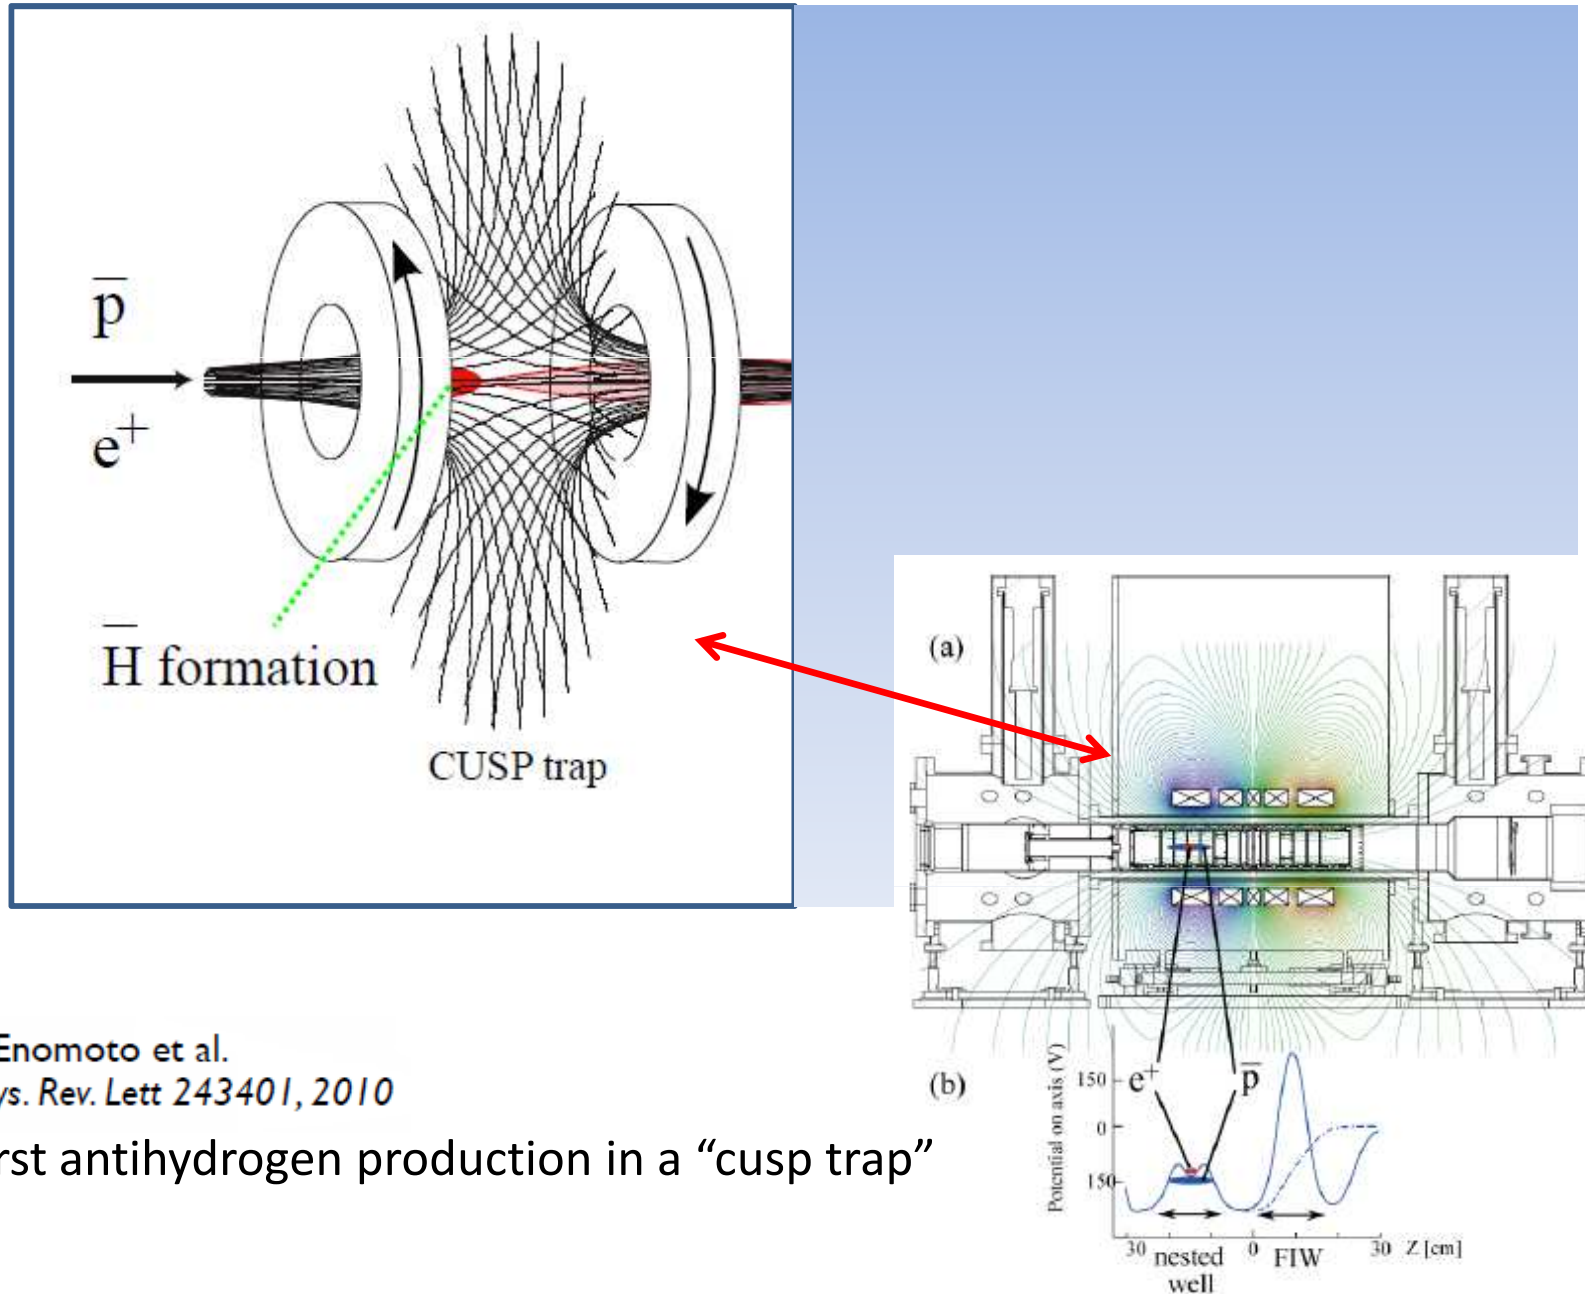 p̅
e⁺
H̅ formation
CUSP trap
(a)
Enomoto et al.
ys. Rev. Lett 243401, 2010
rst antihydrogen production in a “cusp trap”
(b)
Potential on axis (V)
150
0
150
e⁺
p̅
30 0 30 Z [cm]
nested well
FIW